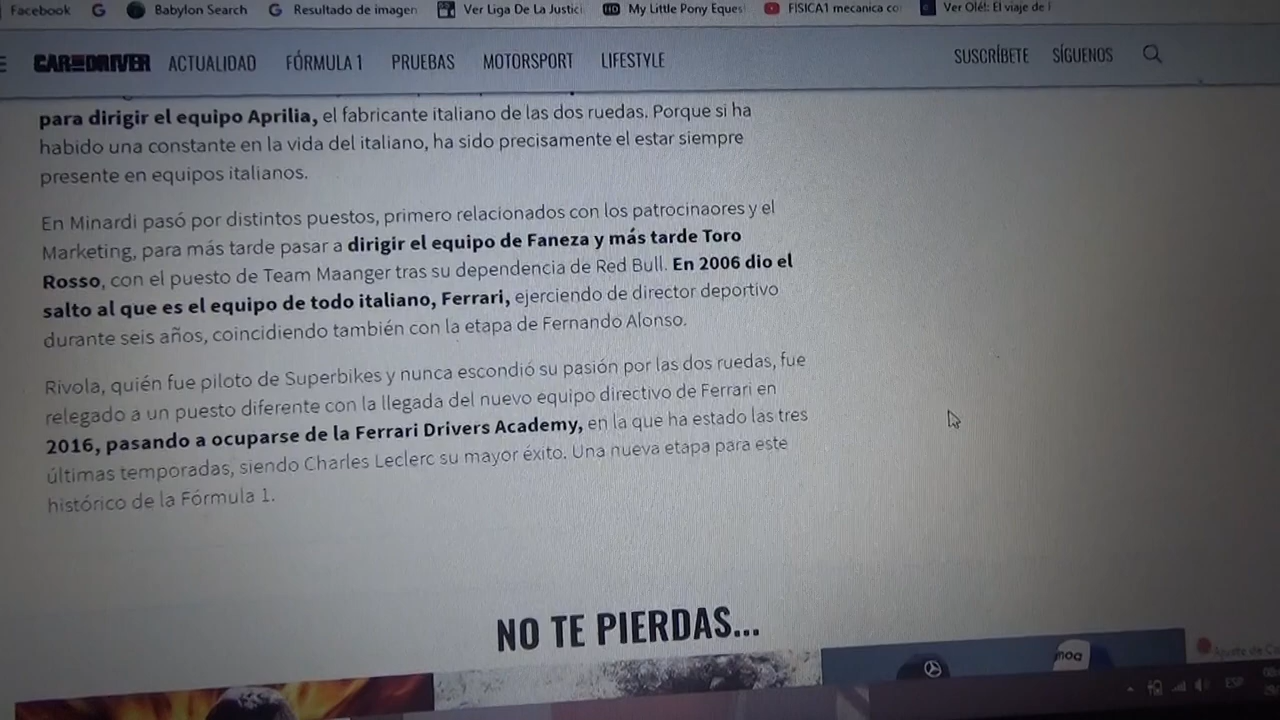 Facebook Babylon Search Resultado de imagen Ver Liga De La Justici My Little Pony Eques FISICA1 mecanica co Ver Olé!: El viaje de
CAR and DRIVER ACTUALIDAD FÓRMULA 1 PRUEBAS MOTORSPORT LIFESTYLE SUSCRÍBETE SÍGUENOS
para dirigir el equipo Aprilia, el fabricante italiano de las dos ruedas. Porque si ha
habido una constante en la vida del italiano, ha sido precisamente el estar siempre
presente en equipos italianos.
En Minardi pasó por distintos puestos, primero relacionados con los patrocinaores y el
Marketing, para más tarde pasar a dirigir el equipo de Faneza y más tarde Toro
Rosso, con el puesto de Team Maanger tras su dependencia de Red Bull. En 2006 dio el
salto al que es el equipo de todo italiano, Ferrari, ejerciendo de director deportivo
durante seis años, coincidiendo también con la etapa de Fernando Alonso.
Rivola, quién fue piloto de Superbikes y nunca escondió su pasión por las dos ruedas, fue
relegado a un puesto diferente con la llegada del nuevo equipo directivo de Ferrari en
2016, pasando a ocuparse de la Ferrari Drivers Academy, en la que ha estado las tres
últimas temporadas, siendo Charles Leclerc su mayor éxito. Una nueva etapa para este
histórico de la Fórmula 1.
NO TE PIERDAS...
Ajuste de
ESP